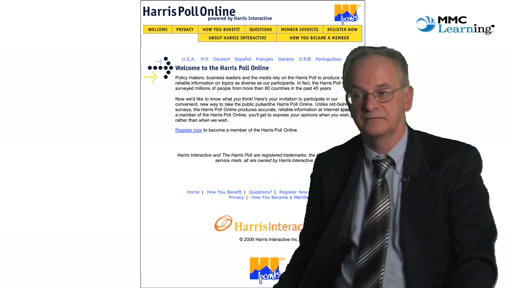 HarrisPollOnline
powered by Harris Interactive
WELCOME PRIVACY HOW YOU BENEFIT QUESTIONS MEMBER SERVICES REGISTER NOW
ABOUT HARRIS INTERACTIVE HOW YOU BECAME A MEMBER
MMC
Learning
U.S.A. 中文 Deutsch Español Français Italiano 日本語 Portugues
Welcome to the Harris Poll Online
Policy makers, business leaders and the media rely on the Harris Poll to produce
reliable information on topics as diverse as our participants. In fact, the Harris Poll
surveyed millions of people from more than 80 countries in the past 45 years.
Now we'd like to know what you think! Here's your invitation to participate in our
convenient, new way to take the public pulse the Harris Poll Online. Unlike old-fas
surveys, the Harris Poll Online produces accurate, reliable information at Internet
a member of the Harris Poll Online, you'll get to express your opinions when you wish,
rather than when we wish.
Register now to become a member of the Harris Poll Online.
Harris Interactive and The Harris Poll are registered trademarks, the
service mark, all are owned by Harris Interactive
Home | How You Benefit | Questions? | Register Now
Privacy | How You Became a Memb
HarrisIntera
© 2006 Harris Interactive Inc.